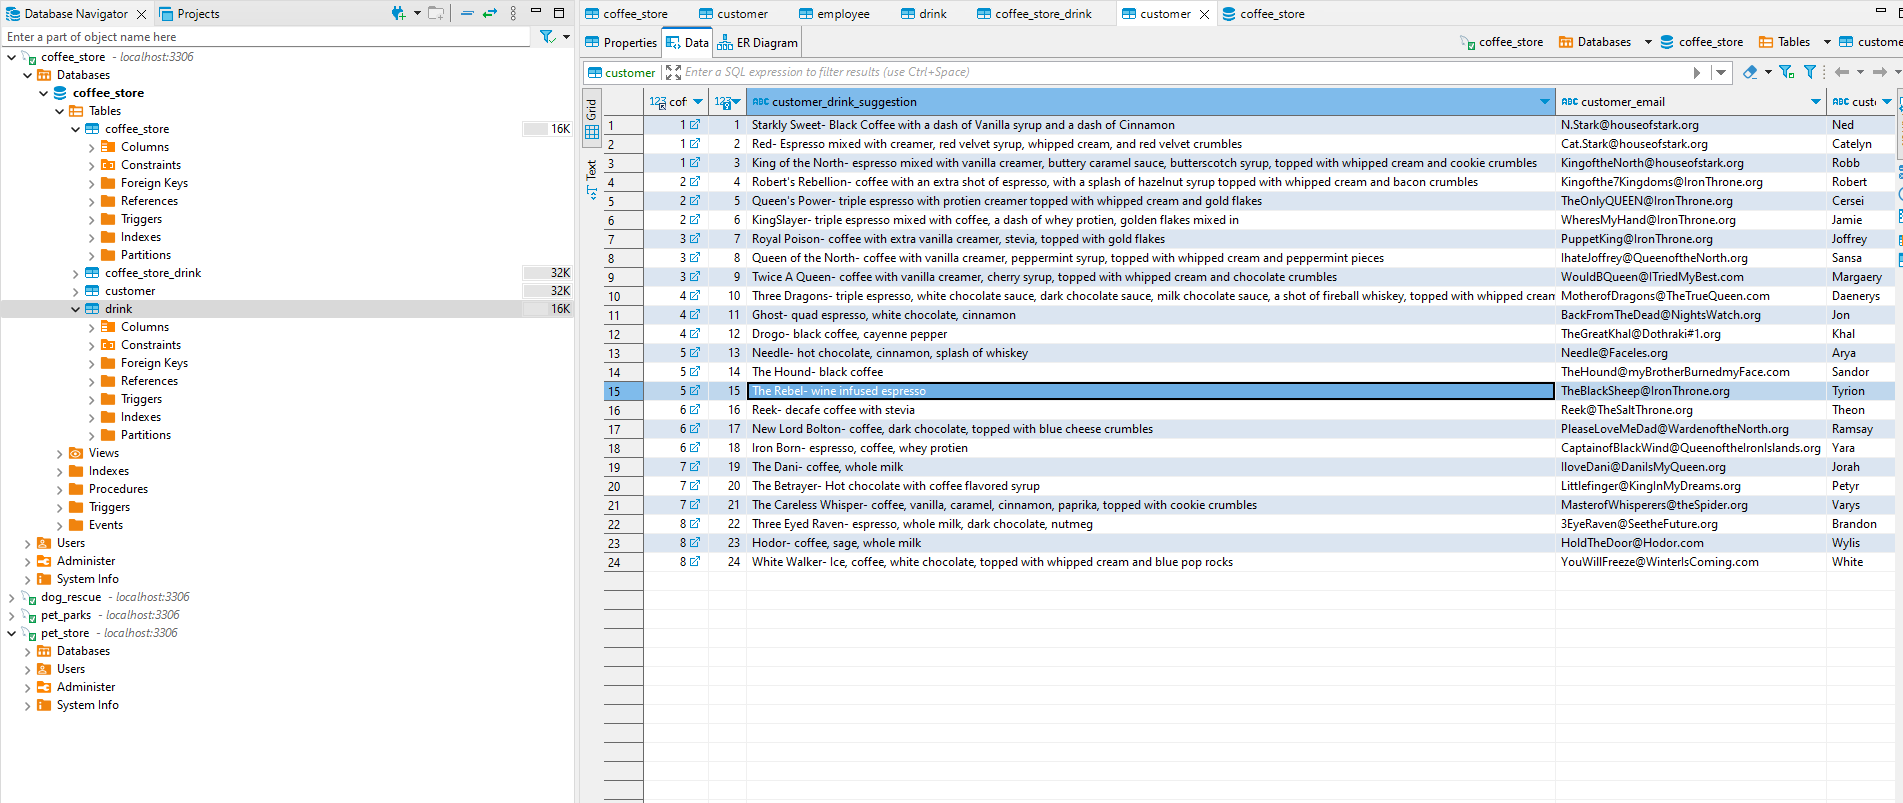 Database Navigator
Projects
Enter a part of object name here
coffee_store - localhost:3306
Databases
coffee_store
Tables
coffee_store 16K
Columns
Constraints
Foreign Keys
References
Triggers
Indexes
Partitions
coffee_store_drink 32K
customer 32K
drink 16K
Columns
Constraints
Foreign Keys
References
Triggers
Indexes
Partitions
Views
Indexes
Procedures
Triggers
Events
Users
Administer
System Info
dog_rescue - localhost:3306
pet_parks - localhost:3306
pet_store - localhost:3306
Databases
Users
Administer
System Info
coffee_store customer employee drink coffee_store_drink customer coffee_store
Properties Data ER Diagram coffee_store Databases coffee_store Tables custome
customer Enter a SQL expression to filter results (use Ctrl+Space)
Grid
Text
123 cof 123 ABC customer_drink_suggestion ABC customer_email ABC custo
1 1 1 Starkly Sweet- Black Coffee with a dash of Vanilla syrup and a dash of Cinnamon N.Stark@houseofstark.org Ned
2 1 2 Red- Espresso mixed with creamer, red velvet syrup, whipped cream, and red velvet crumbles Cat.Stark@houseofstark.org Catelyn
3 1 3 King of the North- espresso mixed with vanilla creamer, buttery caramel sauce, butterscotch syrup, topped with whipped cream and cookie crumbles KingoftheNorth@houseofstark.org Robb
4 2 4 Robert's Rebellion- coffee with an extra shot of espresso, with a splash of hazelnut syrup topped with whipped cream and bacon crumbles Kingofthe7Kingdoms@IronThrone.org Robert
5 2 5 Queen's Power- triple espresso with protien creamer topped with whipped cream and gold flakes TheOnlyQUEEN@IronThrone.org Cersei
6 2 6 KingSlayer- triple espresso mixed with coffee, a dash of whey protien, golden flakes mixed in WheresMyHand@IronThrone.org Jamie
7 3 7 Royal Poison- coffee with extra vanilla creamer, stevia, topped with gold flakes PuppetKing@IronThrone.org Joffrey
8 3 8 Queen of the North- coffee with vanilla creamer, peppermint syrup, topped with whipped cream and peppermint pieces IhateJoffrey@QueenoftheNorth.org Sansa
9 3 9 Twice A Queen- coffee with vanilla creamer, cherry syrup, topped with whipped cream and chocolate crumbles WouldBQueen@ITriedMyBest.com Margaery
10 4 10 Three Dragons- triple espresso, white chocolate sauce, dark chocolate sauce, milk chocolate sauce, a shot of fireball whiskey, topped with whipped cream MotherofDragons@TheTrueQueen.com Daenerys
11 4 11 Ghost- quad espresso, white chocolate, cinnamon BackFromTheDead@NightsWatch.org Jon
12 4 12 Drogo- black coffee, cayenne pepper TheGreatKhal@Dothraki#1.org Khal
13 5 13 Needle- hot chocolate, cinnamon, splash of whiskey Needle@Faceles.org Arya
14 5 14 The Hound- black coffee TheHound@myBrotherBurnedmyFace.com Sandor
15 5 15 The Rebel- wine infused espresso TheBlackSheep@IronThrone.org Tyrion
16 6 16 Reek- decafe coffee with stevia Reek@TheSaltThrone.org Theon
17 6 17 New Lord Bolton- coffee, dark chocolate, topped with blue cheese crumbles PleaseLoveMeDad@WardenoftheNorth.org Ramsay
18 6 18 Iron Born- espresso, coffee, whey protien CaptainofBlackWind@QueenoftheIronIslands.org Yara
19 7 19 The Dani- coffee, whole milk IloveDani@DaniIsMyQueen.org Jorah
20 7 20 The Betrayer- Hot chocolate with coffee flavored syrup Littlefinger@KingInMyDreams.org Petyr
21 7 21 The Careless Whisper- coffee, vanilla, caramel, cinnamon, paprika, topped with cookie crumbles MasterofWhisperers@theSpider.org Varys
22 8 22 Three Eyed Raven- espresso, whole milk, dark chocolate, nutmeg 3EyeRaven@SeetheFuture.org Brandon
23 8 23 Hodor- coffee, sage, whole milk HoldTheDoor@Hodor.com Wylis
24 8 24 White Walker- Ice, coffee, white chocolate, topped with whipped cream and blue pop rocks YouWillFreeze@WinterIsComing.com White